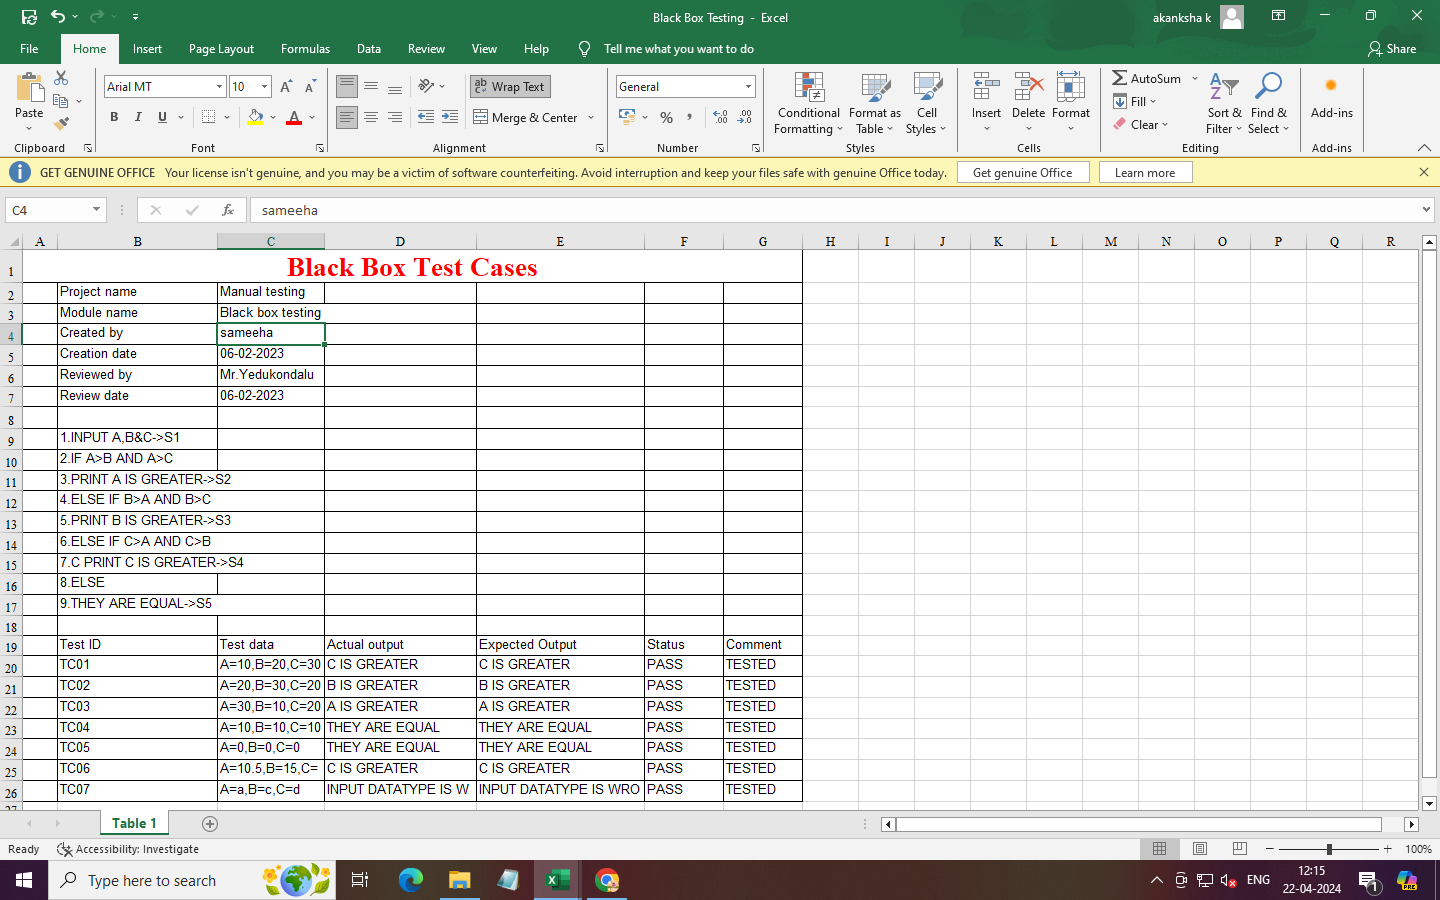 Black Box Testing - Excel
akanksha k
File Home Insert Page Layout Formulas Data Review View Help Tell me what you want to do Share
Paste
Clipboard
Arial MT 10
B I U
Font
Wrap Text
Merge & Center
Alignment
General
Number
Conditional Formatting
Format as Table
Cell Styles
Styles
Insert Delete Format
Cells
AutoSum
Fill
Clear
Sort & Filter
Find & Select
Editing
Add-ins
Add-ins
GET GENUINE OFFICE Your license isn't genuine, and you may be a victim of software counterfeiting. Avoid interruption and keep your files safe with genuine Office today. Get genuine Office Learn more
C4 fx sameeha
A B C D E F G H I J K L M N O P Q R
1 Black Box Test Cases
2 Project name Manual testing
3 Module name Black box testing
4 Created by sameeha
5 Creation date 06-02-2023
6 Reviewed by Mr.Yedukondalu
7 Review date 06-02-2023
8
9 1.INPUT A,B&C->S1
10 2.IF A>B AND A>C
11 3.PRINT A IS GREATER->S2
12 4.ELSE IF B>A AND B>C
13 5.PRINT B IS GREATER->S3
14 6.ELSE IF C>A AND C>B
15 7.C PRINT C IS GREATER->S4
16 8.ELSE
17 9.THEY ARE EQUAL->S5
18
19 Test ID Test data Actual output Expected Output Status Comment
20 TC01 A=10,B=20,C=30 C IS GREATER C IS GREATER PASS TESTED
21 TC02 A=20,B=30,C=20 B IS GREATER B IS GREATER PASS TESTED
22 TC03 A=30,B=10,C=20 A IS GREATER A IS GREATER PASS TESTED
23 TC04 A=10,B=10,C=10 THEY ARE EQUAL THEY ARE EQUAL PASS TESTED
24 TC05 A=0,B=0,C=0 THEY ARE EQUAL THEY ARE EQUAL PASS TESTED
25 TC06 A=10.5,B=15,C= C IS GREATER C IS GREATER PASS TESTED
26 TC07 A=a,B=c,C=d INPUT DATATYPE IS W INPUT DATATYPE IS WRO PASS TESTED
27
Table 1
Ready Accessibility: Investigate 100%
Type here to search
ENG
12:15
22-04-2024
1
PRE